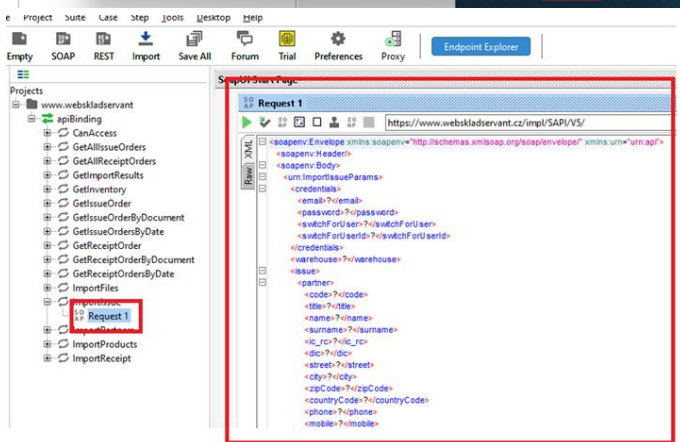 Project Suite Case Step Tools Desktop Help
Empty SOAP REST Import Save All Forum Trial Preferences Proxy Endpoint Explorer
SoapUI Start Page
Projects
www.webskladservant
apiBinding
CanAccess
GetAllIssueOrders
GetAllReceiptOrders
GetImportResults
GetInventory
GetIssueOrder
GetIssueOrderByDocument
GetIssueOrdersByDate
GetReceiptOrder
GetReceiptOrderByDocument
GetReceiptOrdersByDate
ImportFiles
ImportIssue
Request 1
ImportPartners
ImportProducts
ImportReceipt
Request 1
https://www.webskladservant.cz/impl/SAPI/V5/
XML
Raw
<soapenv:Envelope xmlns:soapenv="http://schemas.xmlsoap.org/soap/envelope/" xmlns:urn="urn:api">
<soapenv:Header/>
<soapenv:Body>
<urn:ImportIssueParams>
<credentials>
<email>?</email>
<password>?</password>
<switchForUser>?</switchForUser>
<switchForUserId>?</switchForUserId>
</credentials>
<warehouse>?</warehouse>
<issue>
<partner>
<code>?</code>
<title>?</title>
<name>?</name>
<surname>?</surname>
<ic_rc>?</ic_rc>
<dic>?</dic>
<street>?</street>
<city>?</city>
<zipCode>?</zipCode>
<countryCode>?</countryCode>
<phone>?</phone>
<mobile>?</mobile>